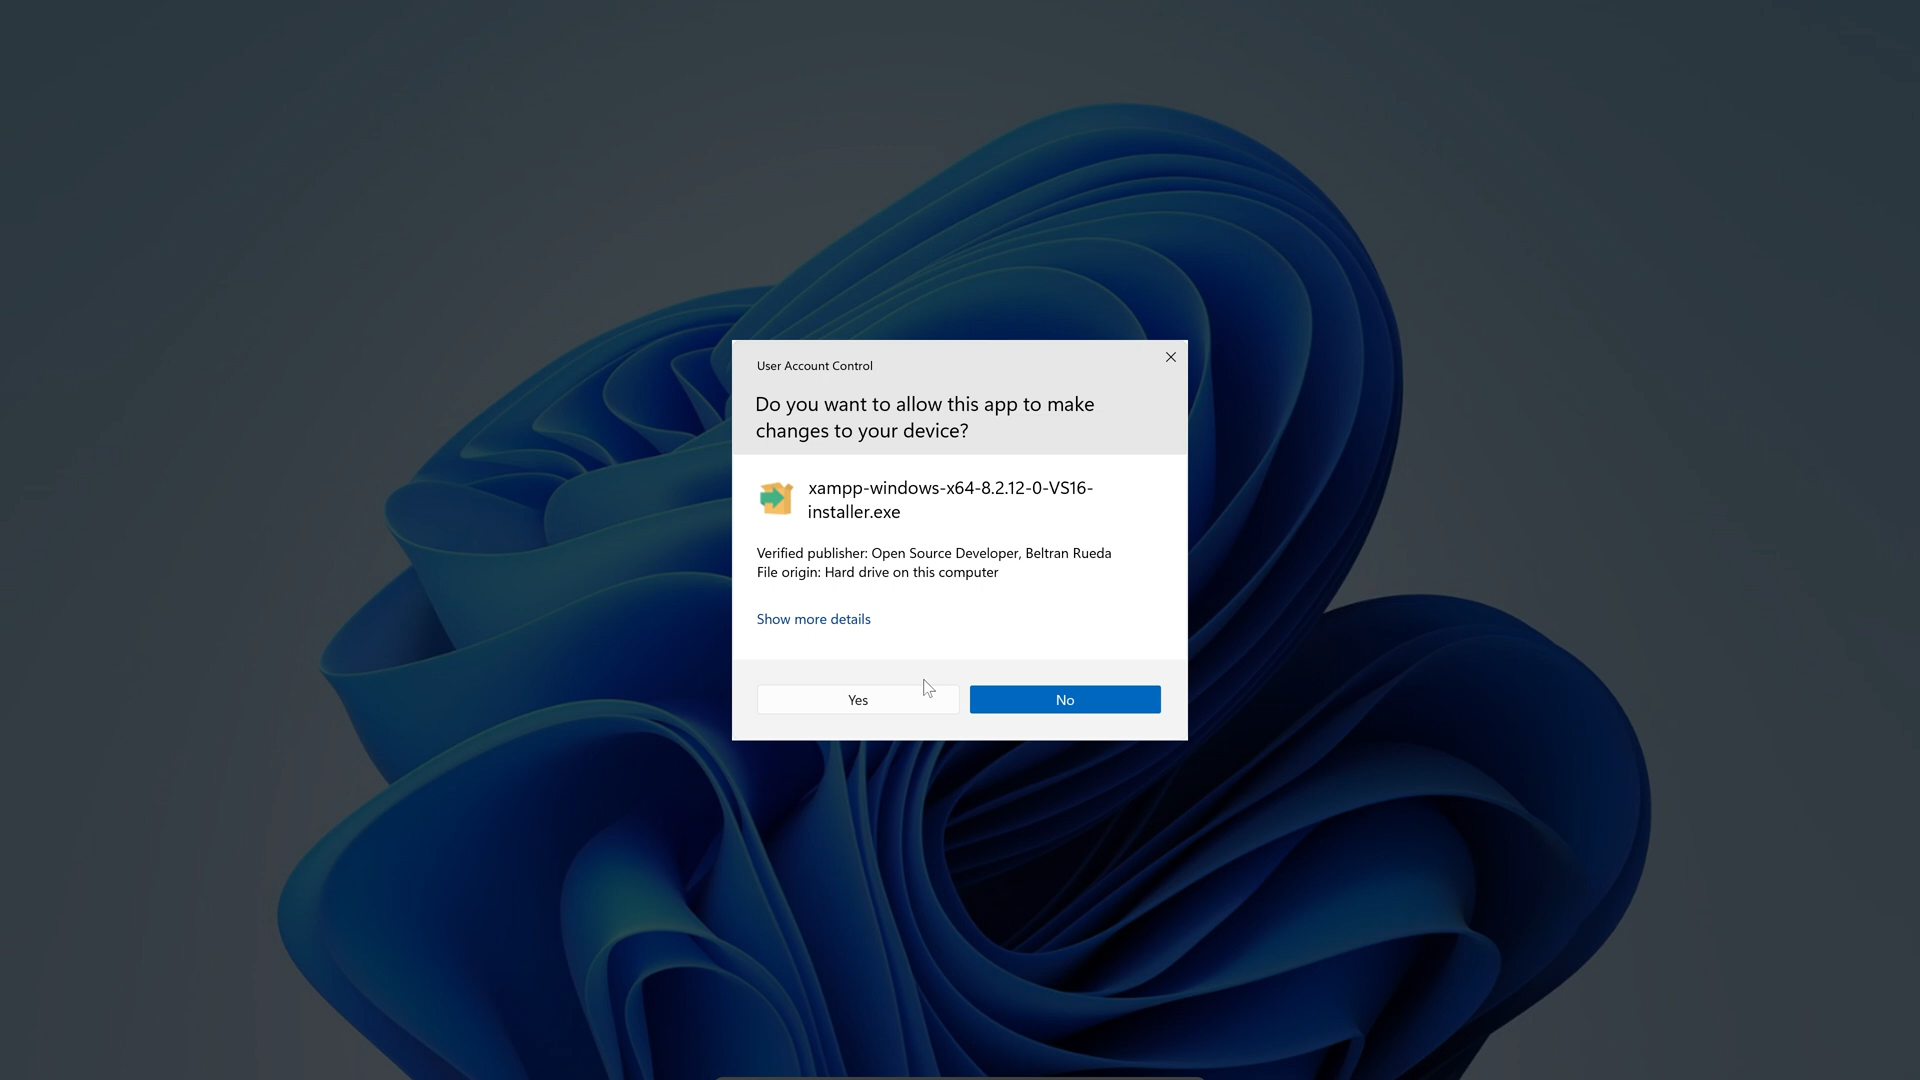 User Account Control
Do you want to allow this app to make
changes to your device?
xampp-windows-x64-8.2.12-0-VS16-
installer.exe
Verified publisher: Open Source Developer, Beltran Rueda
File origin: Hard drive on this computer
Show more details
Yes
No